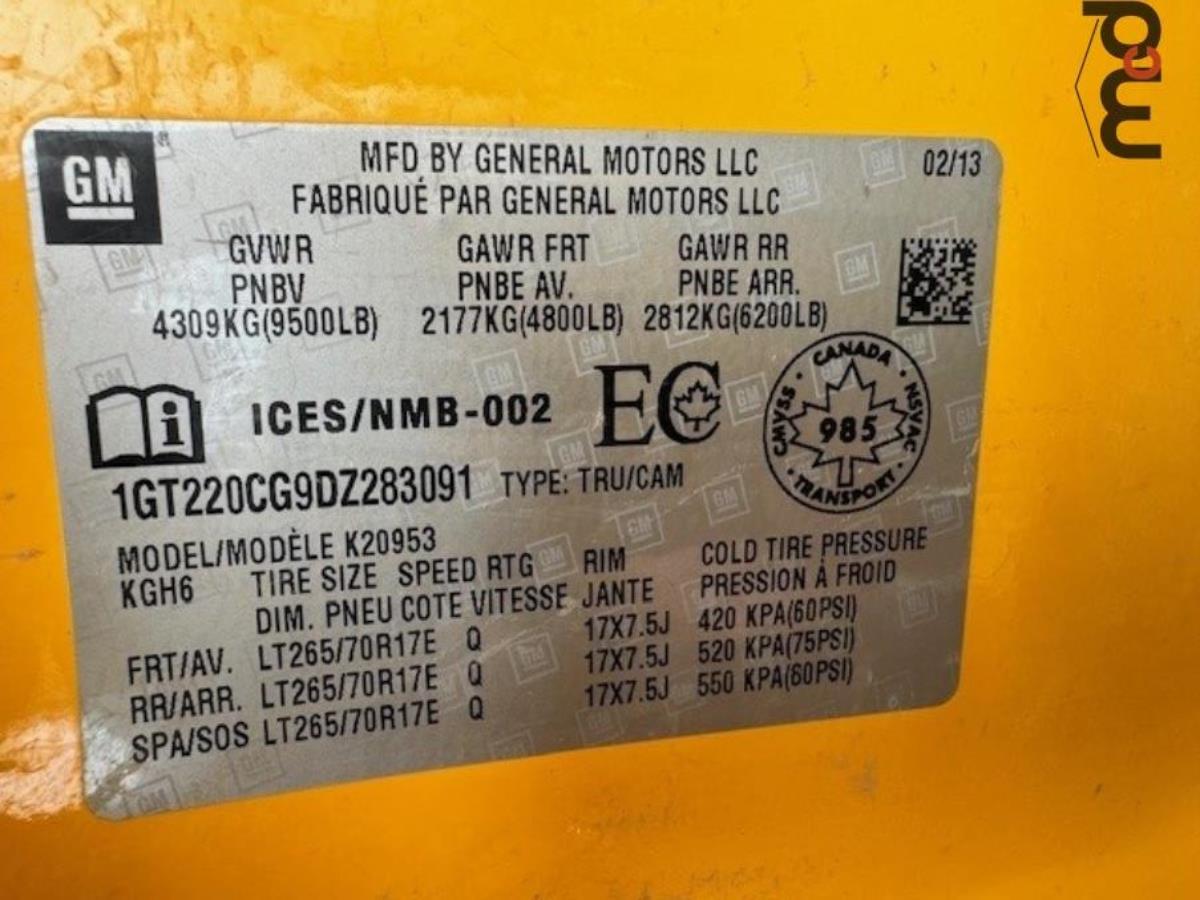 mcd
GM
MFD BY GENERAL MOTORS LLC 02/13
FABRIQUÉ PAR GENERAL MOTORS LLC
GVWR GAWR FRT GAWR RR
PNBV PNBE AV. PNBE ARR.
4309KG(9500LB) 2177KG(4800LB) 2812KG(6200LB)
i ICES/NMB-002 EC
CANADA
CMVSS 985 NSVAC
TRANSPORT
1GT220CG9DZ283091 TYPE: TRU/CAM
MODEL/MODÈLE K20953
KGH6 TIRE SIZE SPEED RTG RIM COLD TIRE PRESSURE
DIM. PNEU COTE VITESSE JANTE PRESSION À FROID
FRT/AV. LT265/70R17E Q 17X7.5J 420 KPA(60PSI)
RR/ARR. LT265/70R17E Q 17X7.5J 520 KPA(75PSI)
SPA/SOS LT265/70R17E Q 17X7.5J 550 KPA(80PSI)